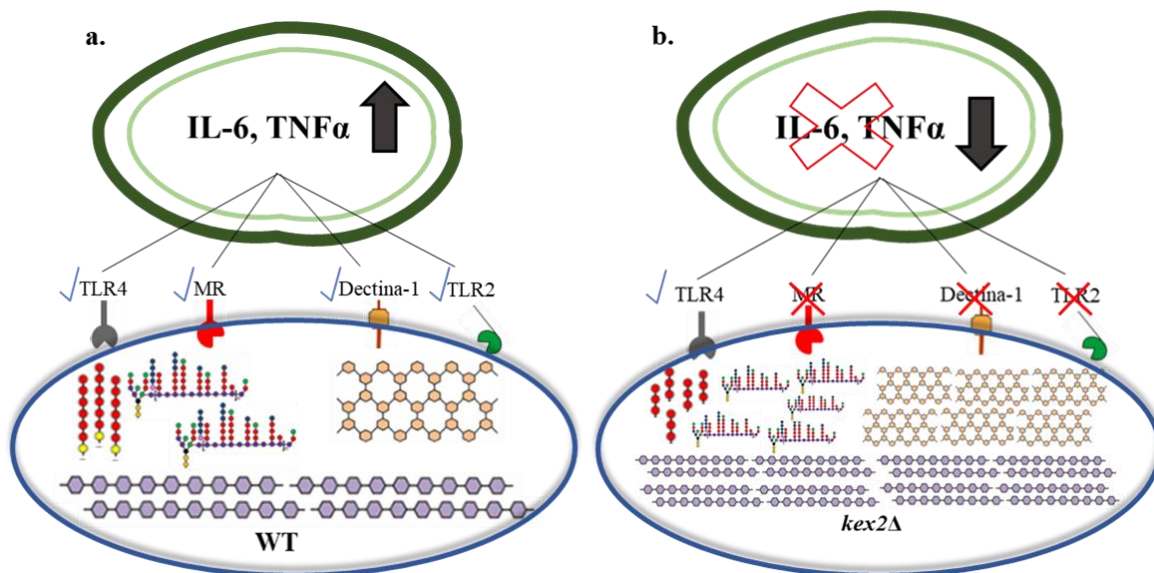 a.
IL-6, TNFα
TLR4
MR
Dectina-1
TLR2
WT
b.
IL-6, TNFα
TLR4
MR
Dectina-1
TLR2
kex2Δ